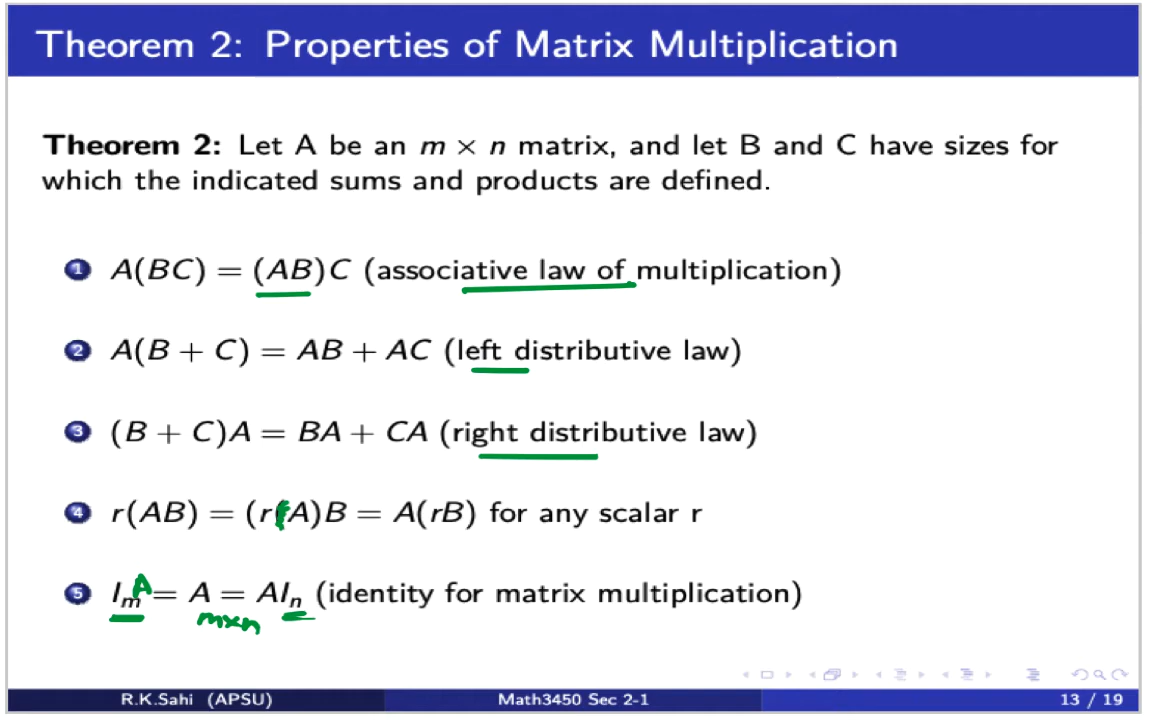 Theorem 2: Properties of Matrix Multiplication
Theorem 2: Let A be an m × n matrix, and let B and C have sizes for
which the indicated sums and products are defined.
1 A(BC) = (AB)C (associative law of multiplication)
2 A(B + C) = AB + AC (left distributive law)
3 (B + C)A = BA + CA (right distributive law)
4 r(AB) = (r(A)B = A(rB) for any scalar r
5 I_m A = A = AI_n (identity for matrix multiplication)
m×n
R.K.Sahi (APSU) Math3450 Sec 2-1 13 / 19